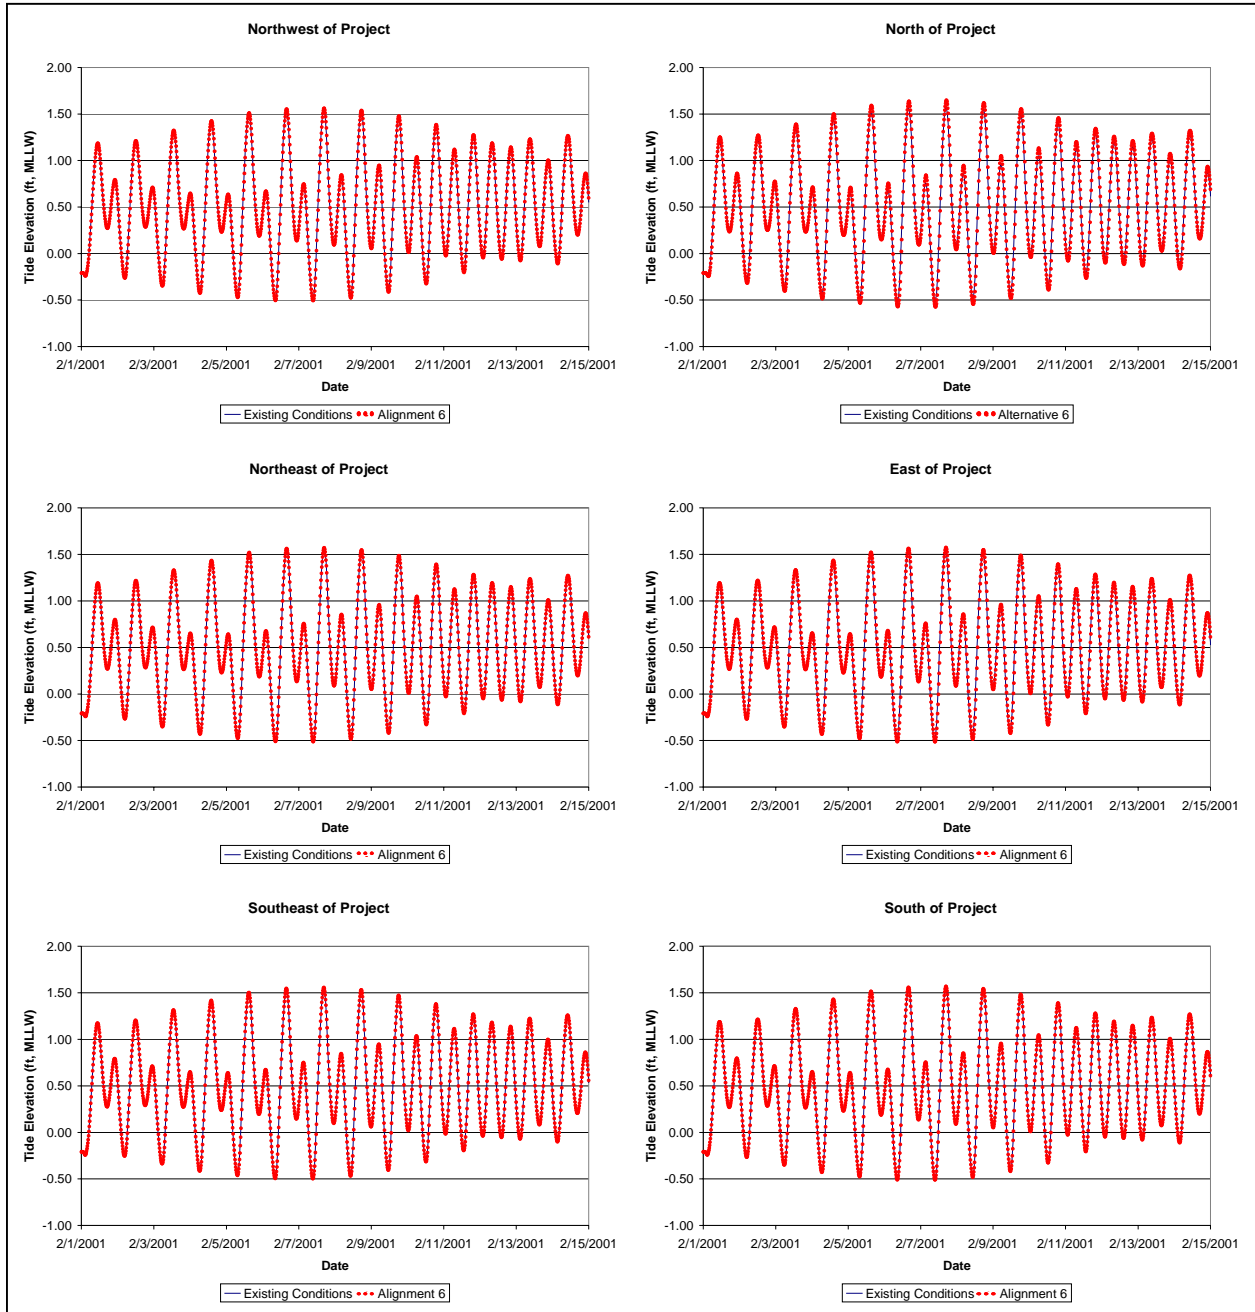 Northwest of Project
2.00
1.50
1.00
0.50
0.00
-0.50
-1.00
Tide Elevation (ft, MLLW)
2/1/2001 2/3/2001 2/5/2001 2/7/2001 2/9/2001 2/11/2001 2/13/2001 2/15/2001
Date
Existing Conditions Alignment 6
North of Project
2.00
1.50
1.00
0.50
0.00
-0.50
-1.00
Tide Elevation (ft, MLLW)
2/1/2001 2/3/2001 2/5/2001 2/7/2001 2/9/2001 2/11/2001 2/13/2001 2/15/2001
Date
Existing Conditions Alternative 6
Northeast of Project
2.00
1.50
1.00
0.50
0.00
-0.50
-1.00
Tide Elevation (ft, MLLW)
2/1/2001 2/3/2001 2/5/2001 2/7/2001 2/9/2001 2/11/2001 2/13/2001 2/15/2001
Date
Existing Conditions Alignment 6
East of Project
2.00
1.50
1.00
0.50
0.00
-0.50
-1.00
Tide Elevation (ft, MLLW)
2/1/2001 2/3/2001 2/5/2001 2/7/2001 2/9/2001 2/11/2001 2/13/2001 2/15/2001
Date
Existing Conditions Alignment 6
Southeast of Project
2.00
1.50
1.00
0.50
0.00
-0.50
-1.00
Tide Elevation (ft, MLLW)
2/1/2001 2/3/2001 2/5/2001 2/7/2001 2/9/2001 2/11/2001 2/13/2001 2/15/2001
Date
Existing Conditions Alignment 6
South of Project
2.00
1.50
1.00
0.50
0.00
-0.50
-1.00
Tide Elevation (ft, MLLW)
2/1/2001 2/3/2001 2/5/2001 2/7/2001 2/9/2001 2/11/2001 2/13/2001 2/15/2001
Date
Existing Conditions Alignment 6